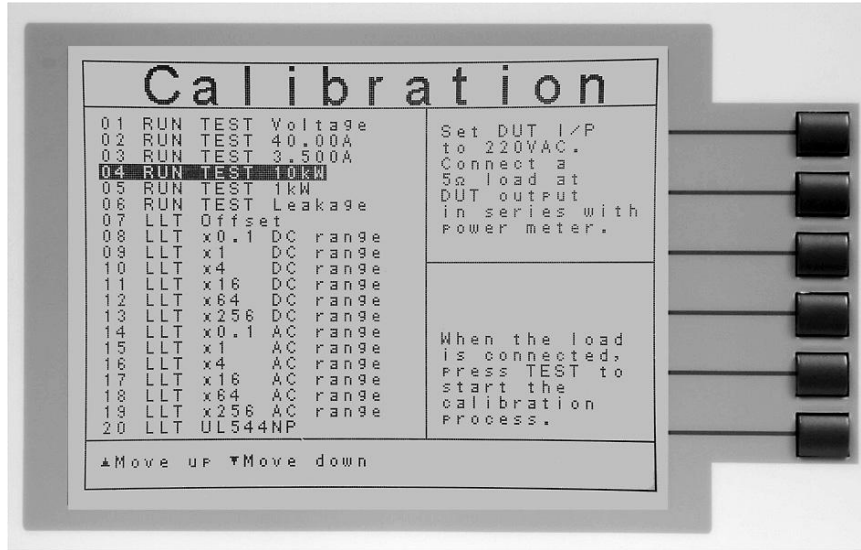 Calibration
01 RUN TEST Voltage
02 RUN TEST 40.00A
03 RUN TEST 3.500A
04 RUN TEST 10kW
05 RUN TEST 1kW
06 RUN TEST Leakage
07 LLT Offset
08 LLT x0.1 DC range
09 LLT x1 DC range
10 LLT x4 DC range
11 LLT x16 DC range
12 LLT x64 DC range
13 LLT x256 DC range
14 LLT x0.1 AC range
15 LLT x1 AC range
16 LLT x4 AC range
17 LLT x16 AC range
18 LLT x64 AC range
19 LLT x256 AC range
20 LLT UL544NP
Set DUT I/P
to 220VAC.
Connect a
5Ω load at
DUT output
in series with
power meter.
When the load
is connected,
press TEST to
start the
calibration
process.
▲Move up ▼Move down